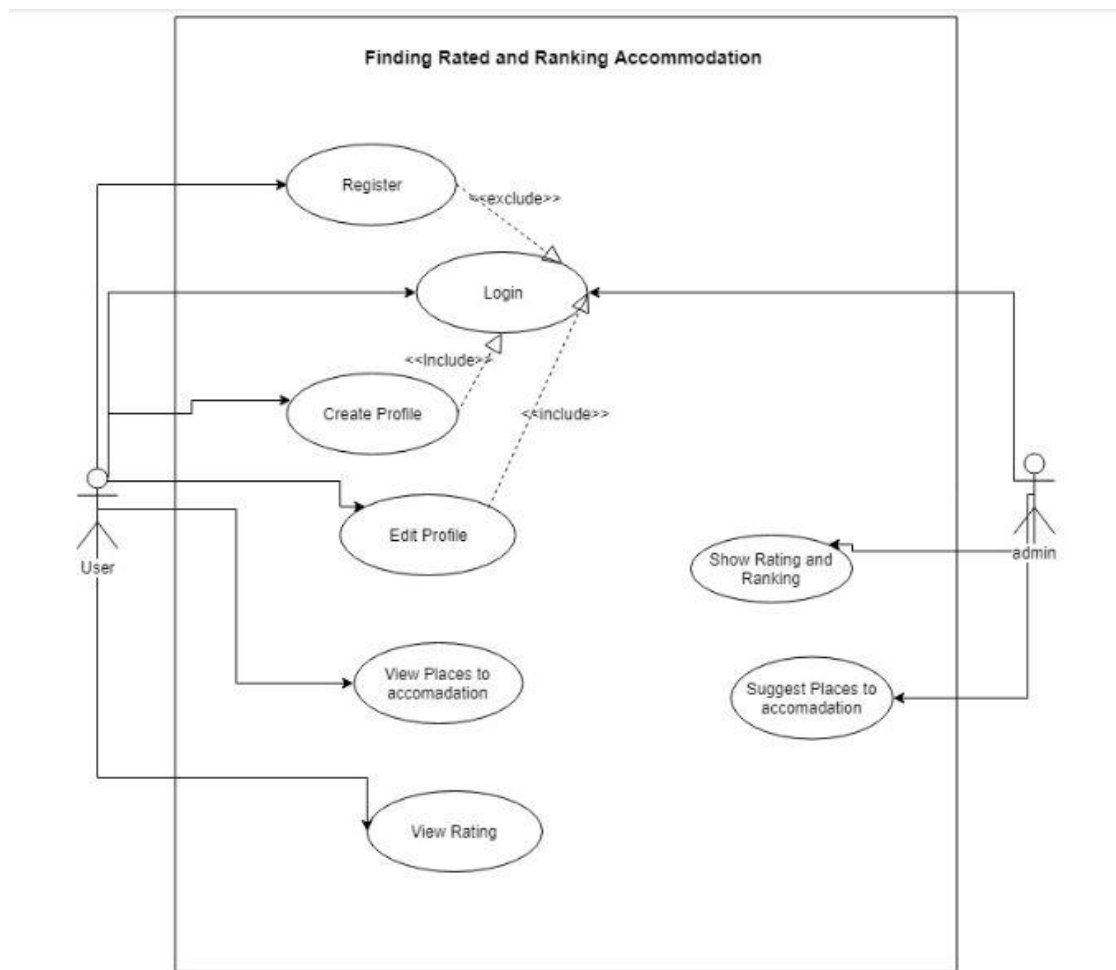 Finding Rated and Ranking Accommodation
Register
<<exclude>>
Login
<<Include>>
Create Profile
<<include>>
Edit Profile
User
admin
Show Rating and
Ranking
View Places to
accomadation
Suggest Places to
accomadation
View Rating